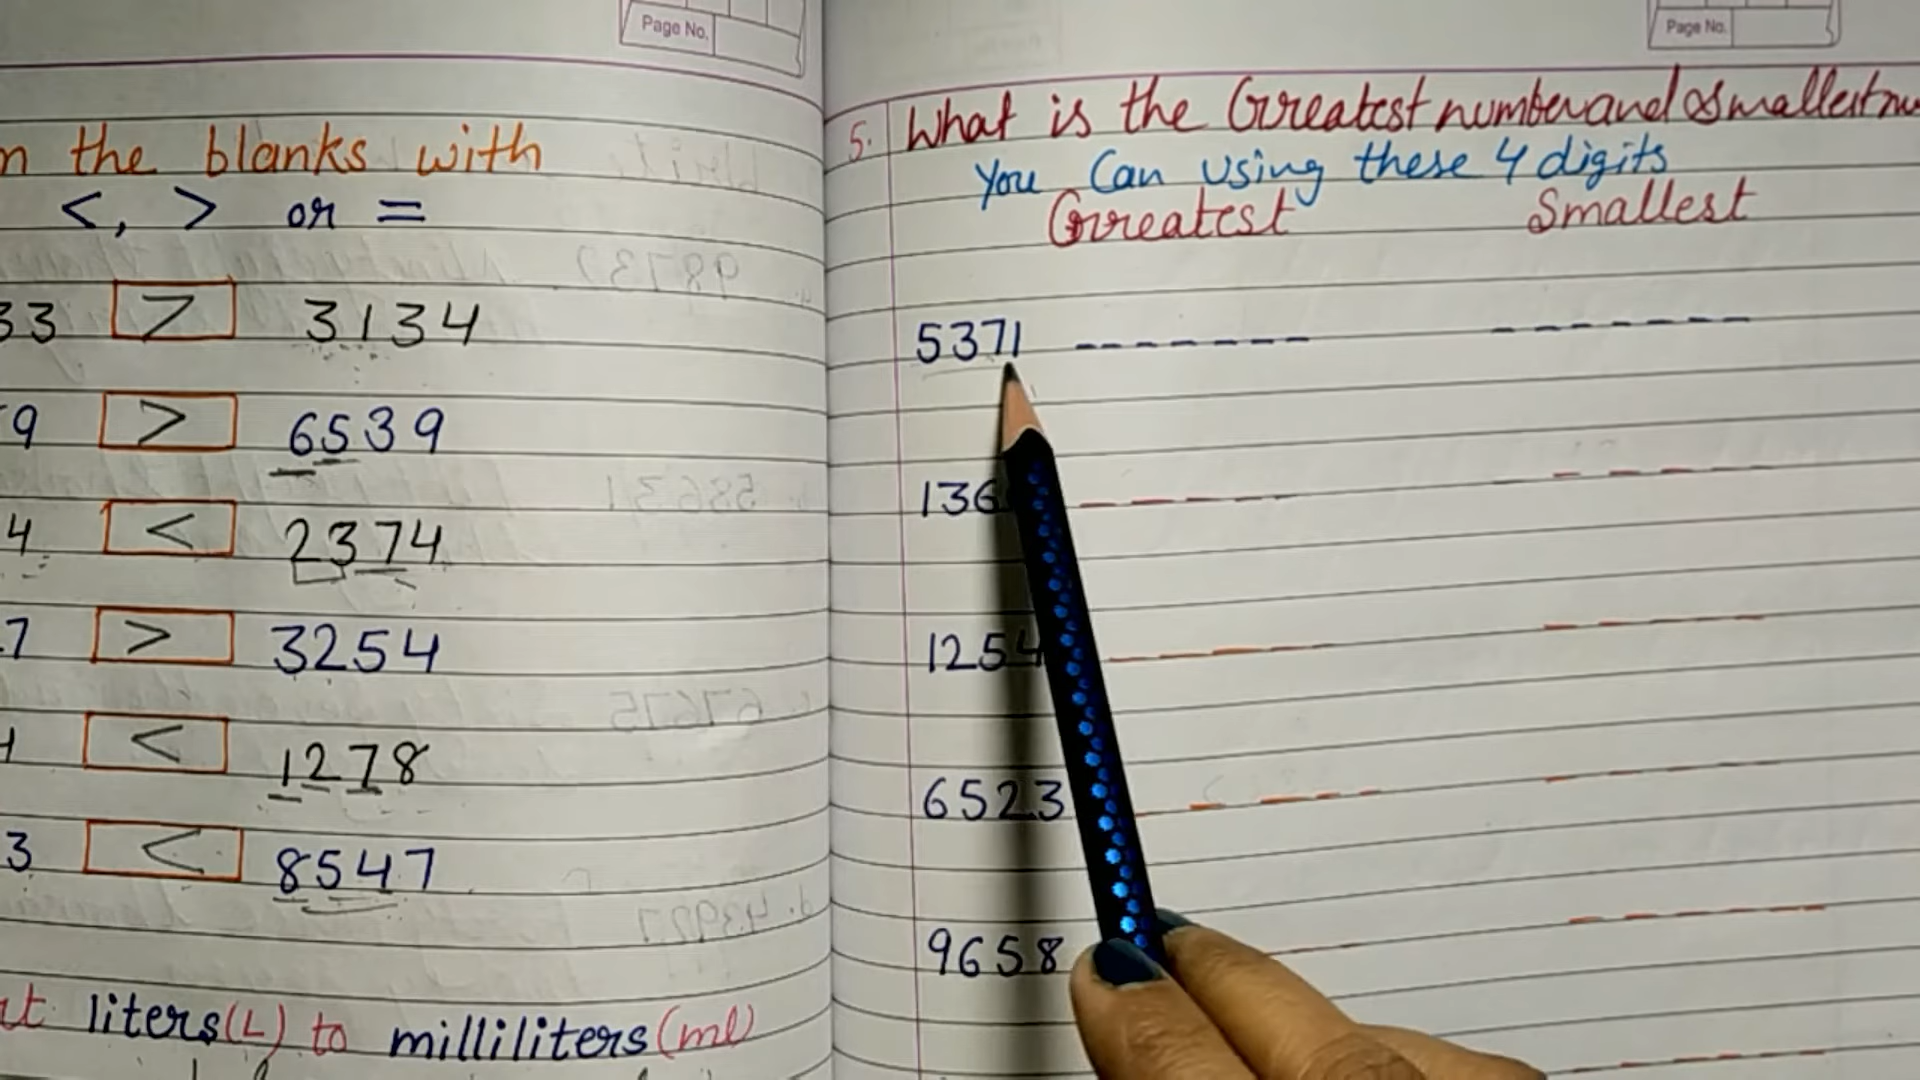 Page No.
the blanks with
<, > or =
33 > 3134
9 > 6539
4 < 2374
7 > 3254
< 1278
3 < 8547
liters(L) to milliliters(ml)
Page No.
5. What is the Greatest number and Smallest
You Can using these 4 digits
Greatest Smallest
5371
136
1254
6523
9658